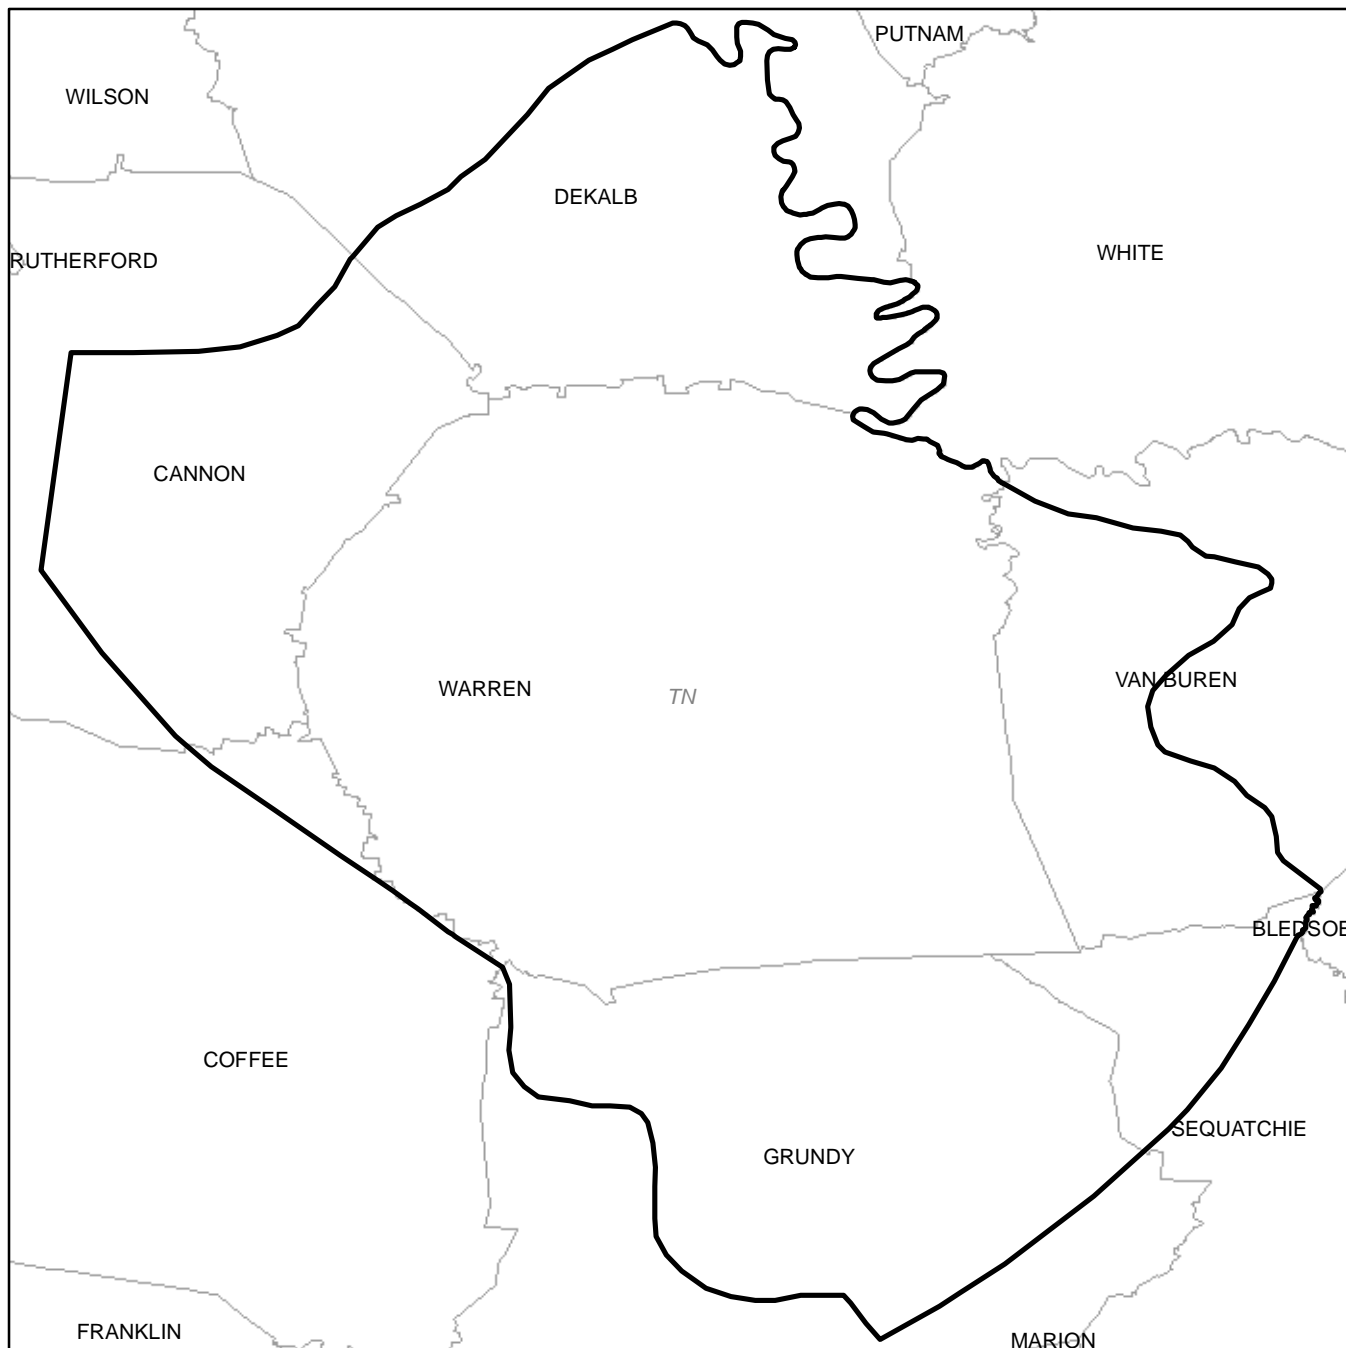 PUTNAM
WILSON
DEKALB
WHITE
RUTHERFORD
CANNON
VAN BUREN
WARREN
TN
BLEDSOE
COFFEE
SEQUATCHIE
GRUNDY
FRANKLIN
MARION